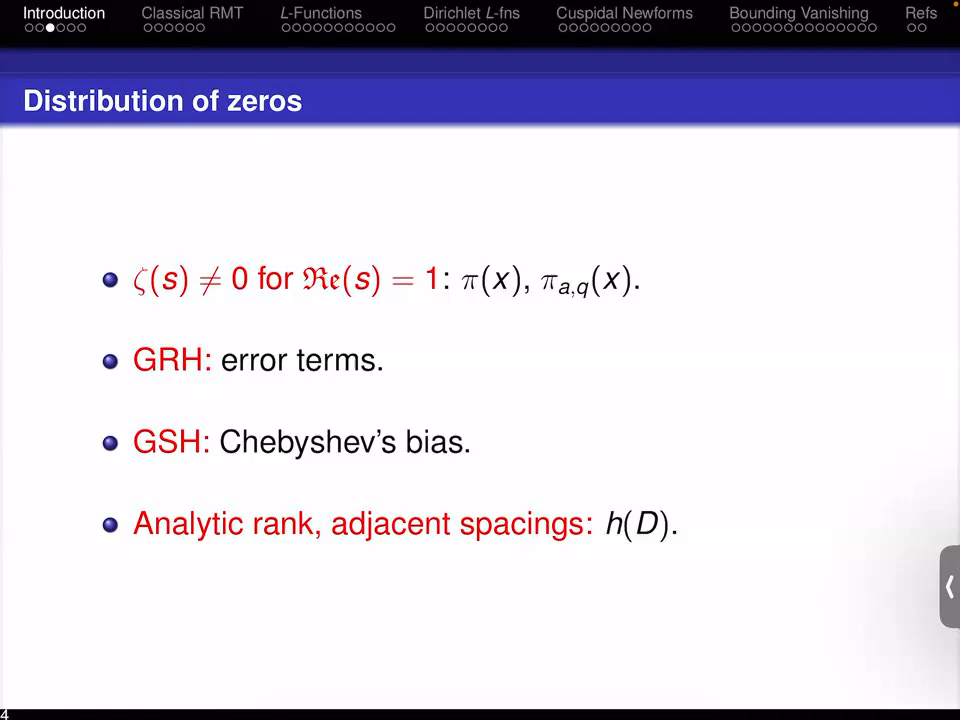 Introduction Classical RMT L-Functions Dirichlet L-fns Cuspidal Newforms Bounding Vanishing Refs
Distribution of zeros
ζ(s) ≠ 0 for ℜ𝔢(s) = 1: π(x), πₐ,q(x).
GRH: error terms.
GSH: Chebyshev's bias.
Analytic rank, adjacent spacings: h(D).
4